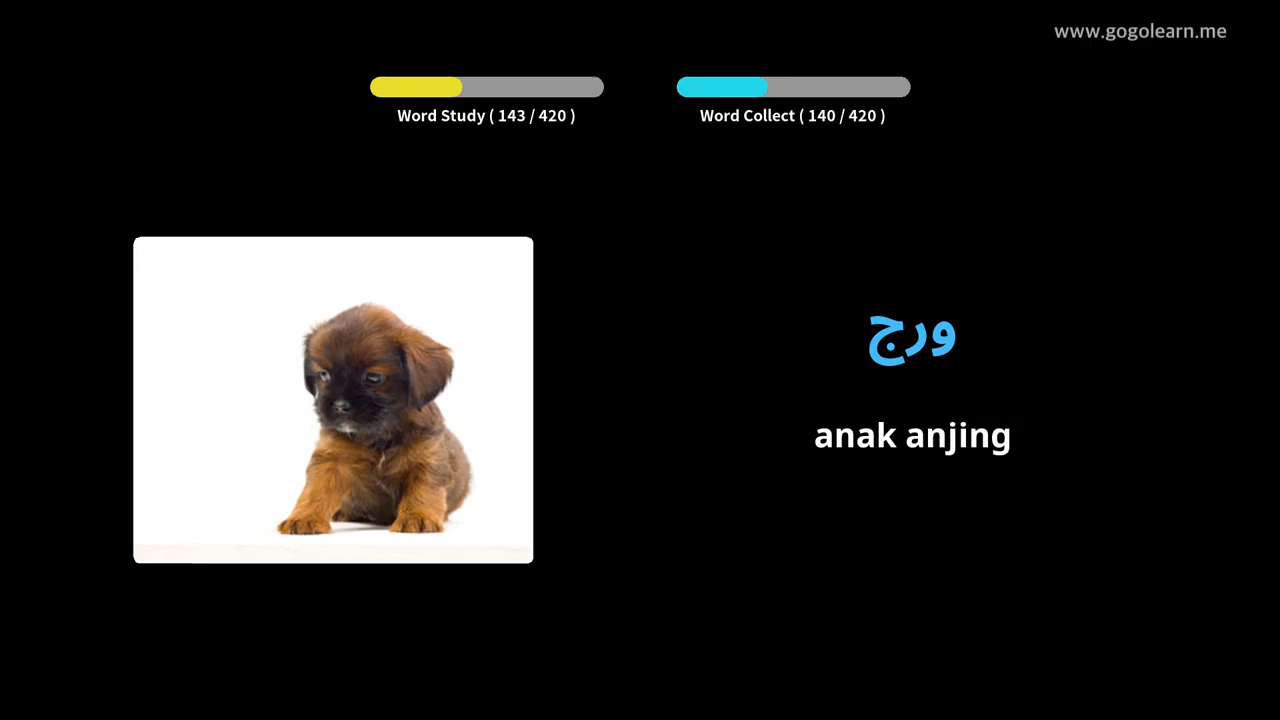 www.gogolearn.me
Word Study ( 143 / 420 )
Word Collect ( 140 / 420 )
ورج
anak anjing